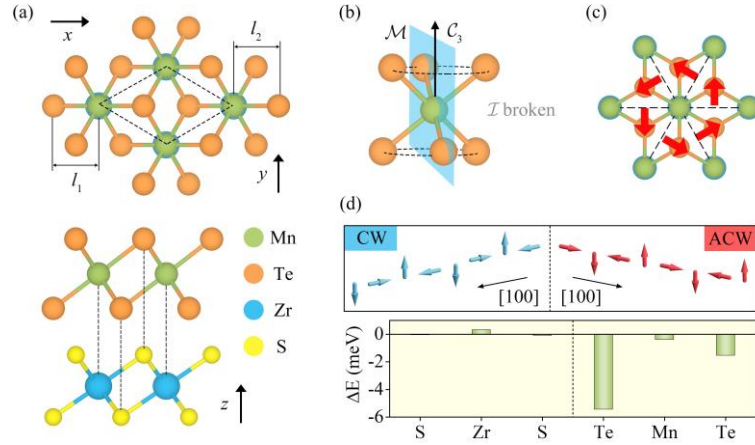 (a)
x
l₂
l₁
y
Mn
Te
Zr
S
z
(b)
ℳ
𝒞₃
ℐ broken
(c)
(d)
CW
ACW
[100]
[100]
ΔE (meV)
0
-2
-4
-6
S
Zr
S
Te
Mn
Te